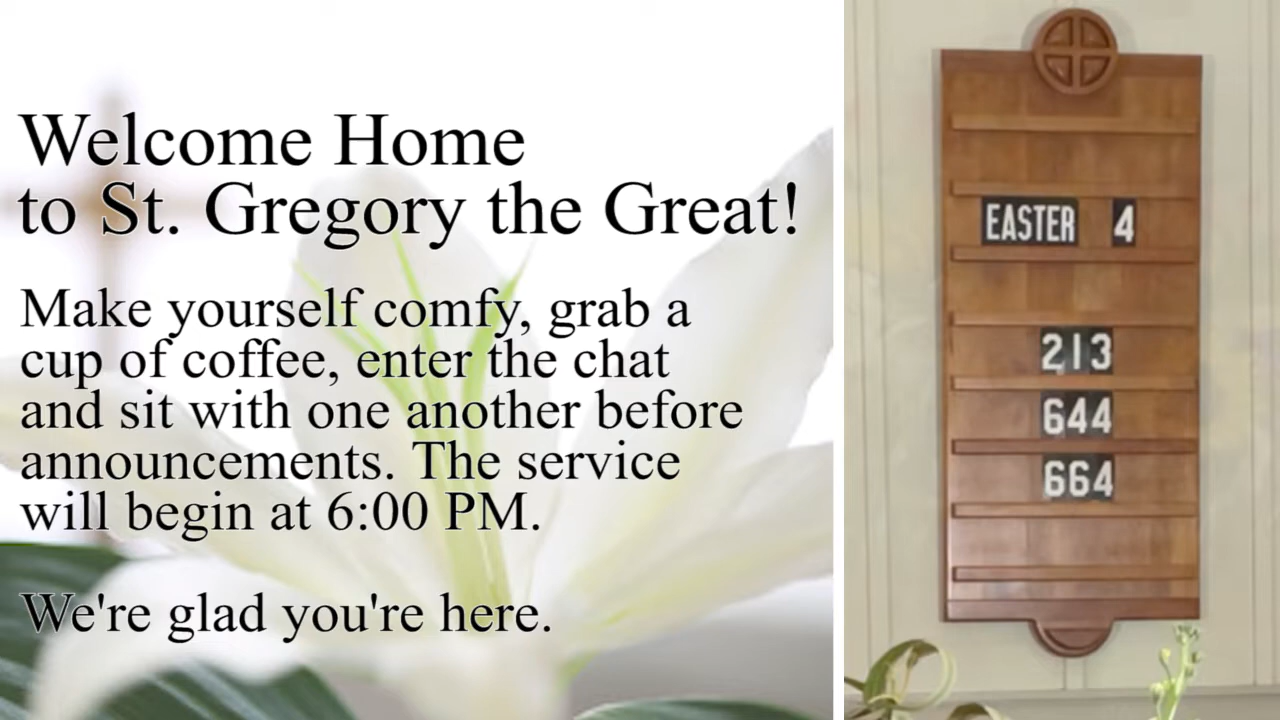 Welcome Home
to St. Gregory the Great!
Make yourself comfy, grab a
cup of coffee, enter the chat
and sit with one another before
announcements. The service
will begin at 6:00 PM.
We're glad you're here.
EASTER 4
213
644
664